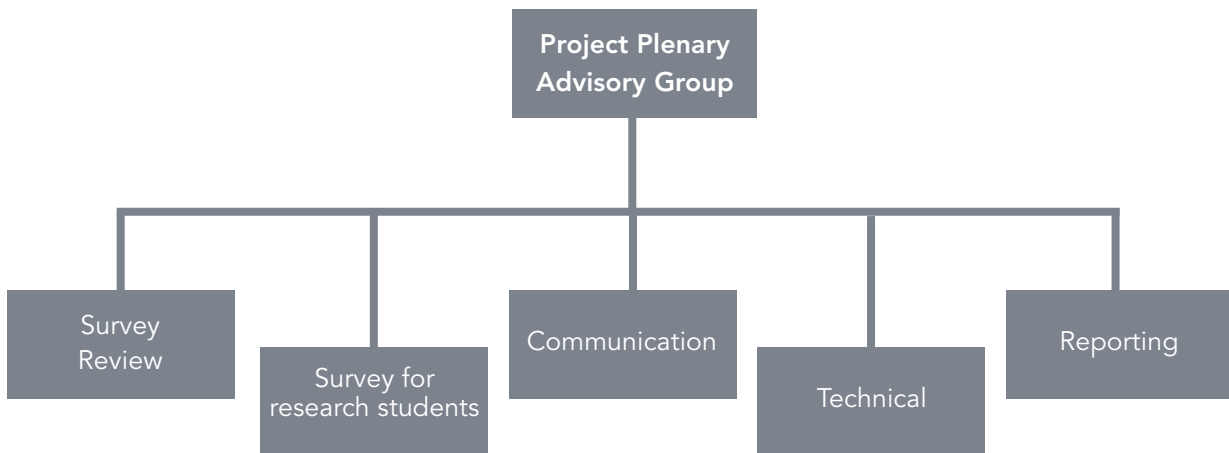 Project Plenary
Advisory Group
Survey
Review
Survey for
research students
Communication
Technical
Reporting